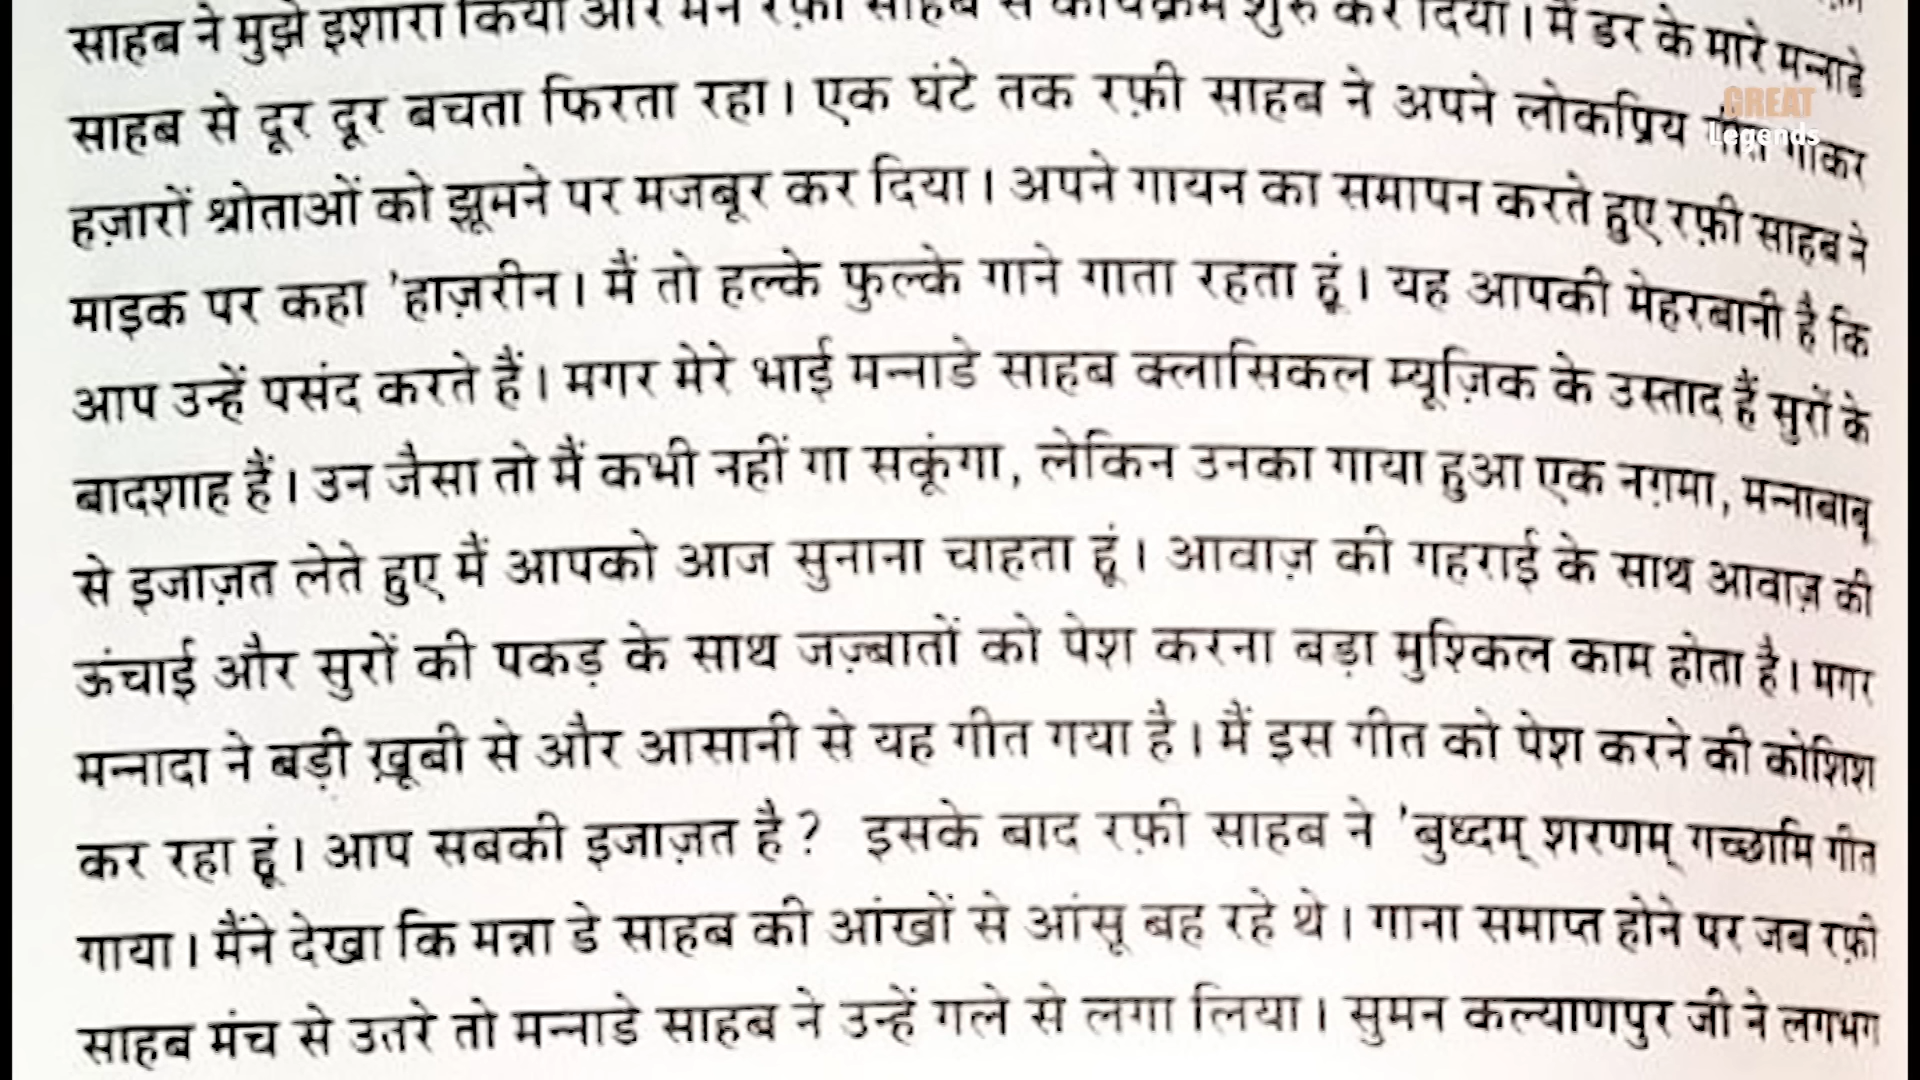 साहब ने मुझे इशारा किया और मैंने रफ़ी साहब से कार्यक्रम शुरु कर दिया। मैं डर के मारे मन्नाडे
साहब से दूर दूर बचता फिरता रहा। एक घंटे तक रफ़ी साहब ने अपने लोकप्रिय गीत गाकर
GREAT
Legends
हज़ारों श्रोताओं को झूमने पर मजबूर कर दिया। अपने गायन का समापन करते हुए रफ़ी साहब ने
माइक पर कहा 'हाज़रीन। मैं तो हल्के फुल्के गाने गाता रहता हूं। यह आपकी मेहरबानी है कि
आप उन्हें पसंद करते हैं। मगर मेरे भाई मन्नाडे साहब क्लासिकल म्यूज़िक के उस्ताद हैं सुरों के
बादशाह हैं। उन जैसा तो मैं कभी नहीं गा सकूंगा, लेकिन उनका गाया हुआ एक नग़मा, मन्नाबाबू
से इजाज़त लेते हुए मैं आपको आज सुनाना चाहता हूं। आवाज़ की गहराई के साथ आवाज़ की
ऊंचाई और सुरों की पकड़ के साथ जज़्बातों को पेश करना बड़ा मुश्किल काम होता है। मगर
मन्नादा ने बड़ी ख़ूबी से और आसानी से यह गीत गया है। मैं इस गीत को पेश करने की कोशिश
कर रहा हूं। आप सबकी इजाज़त है? इसके बाद रफ़ी साहब ने 'बुध्दम् शरणम् गच्छामि गीत
गाया। मैंने देखा कि मन्ना डे साहब की आंखों से आंसू बह रहे थे। गाना समाप्त होने पर जब रफ़ी
साहब मंच से उतरे तो मन्नाडे साहब ने उन्हें गले से लगा लिया। सुमन कल्याणपुर जी ने लगभग